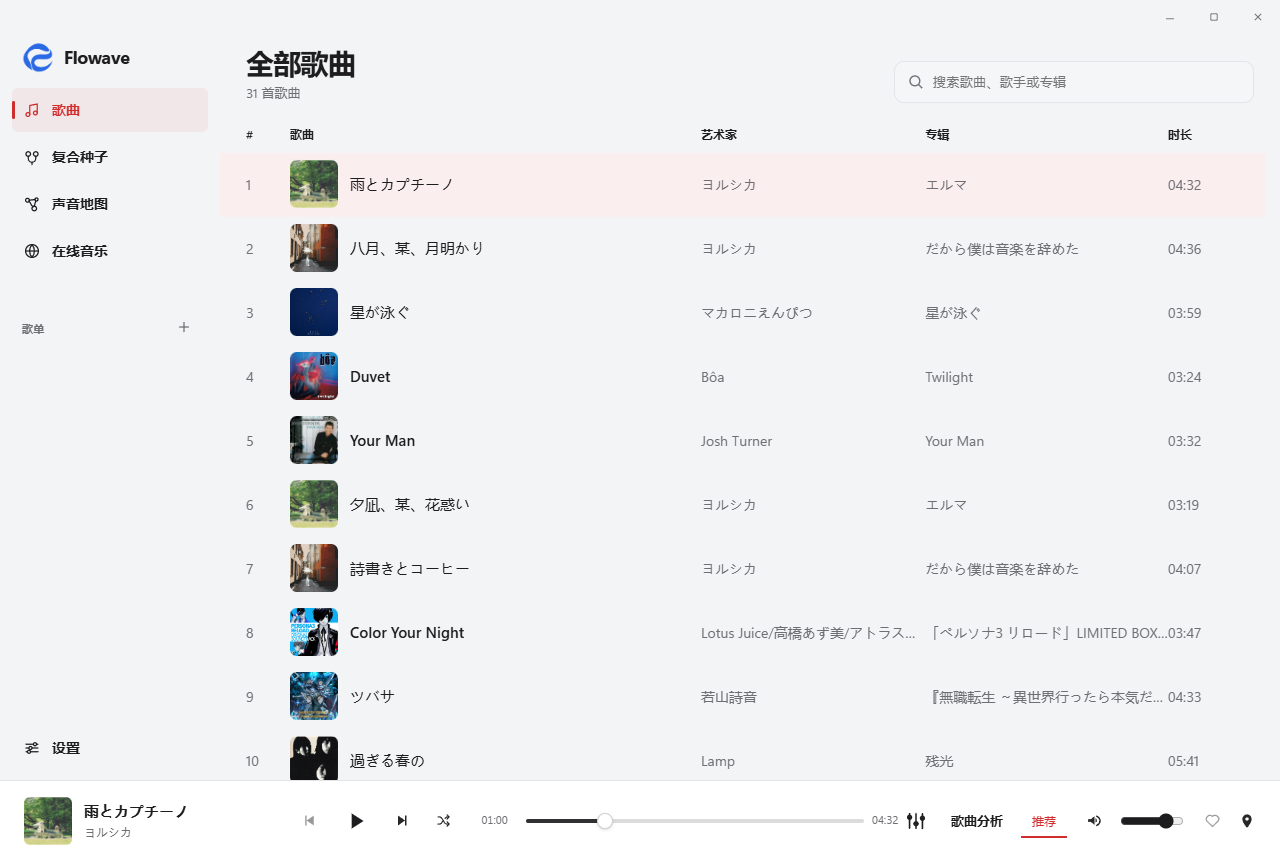 Flowave
全部歌曲
31 首歌曲
搜索歌曲、歌手或专辑
歌曲
复合种子
声音地图
在线音乐
歌单
设置
# 歌曲 艺术家 专辑 时长
1 雨とカプチーノ ヨルシカ エルマ 04:32
2 八月、某、月明かり ヨルシカ だから僕は音楽を辞めた 04:36
3 星が泳ぐ マカロニえんぴつ 星が泳ぐ 03:59
4 Duvet Bôa Twilight 03:24
5 Your Man Josh Turner Your Man 03:32
6 夕凪、某、花惑い ヨルシカ エルマ 03:19
7 詩書きとコーヒー ヨルシカ だから僕は音楽を辞めた 04:07
8 Color Your Night Lotus Juice/高橋あず美/アトラス... 「ペルソナ3 リロード」LIMITED BOX... 03:47
9 ツバサ 若山詩音 『無職転生 ～異世界行ったら本気だ... 04:33
10 過ぎる春の Lamp 残光 05:41
雨とカプチーノ
ヨルシカ
01:00 04:32 歌曲分析 推荐